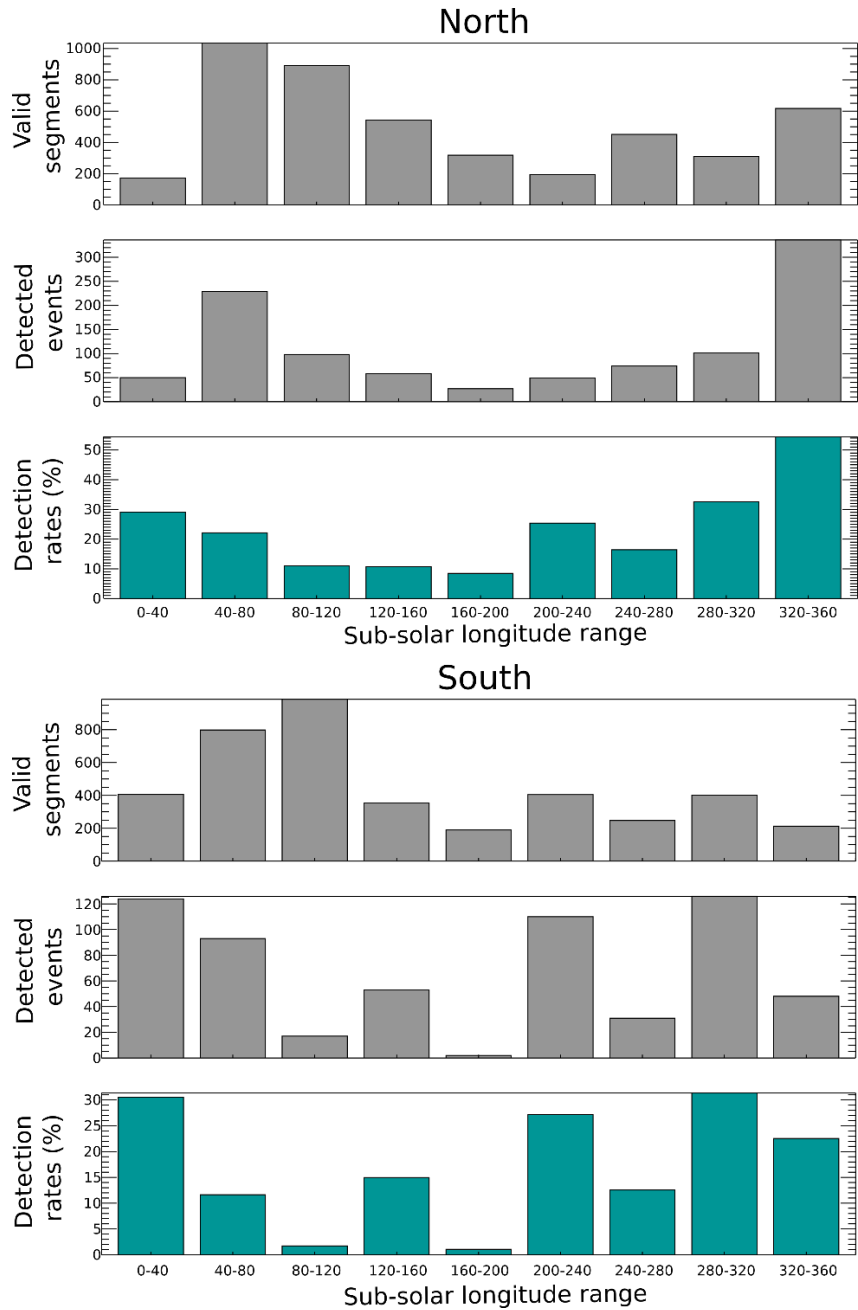 North
Valid
segments
1000
800
600
400
200
0
Detected
events
300
250
200
150
100
50
0
Detection
rates (%)
50
40
30
20
10
0
0-40 40-80 80-120 120-160 160-200 200-240 240-280 280-320 320-360
Sub-solar longitude range
South
Valid
segments
800
600
400
200
0
Detected
events
120
100
80
60
40
20
0
Detection
rates (%)
30
25
20
15
10
5
0
0-40 40-80 80-120 120-160 160-200 200-240 240-280 280-320 320-360
Sub-solar longitude range